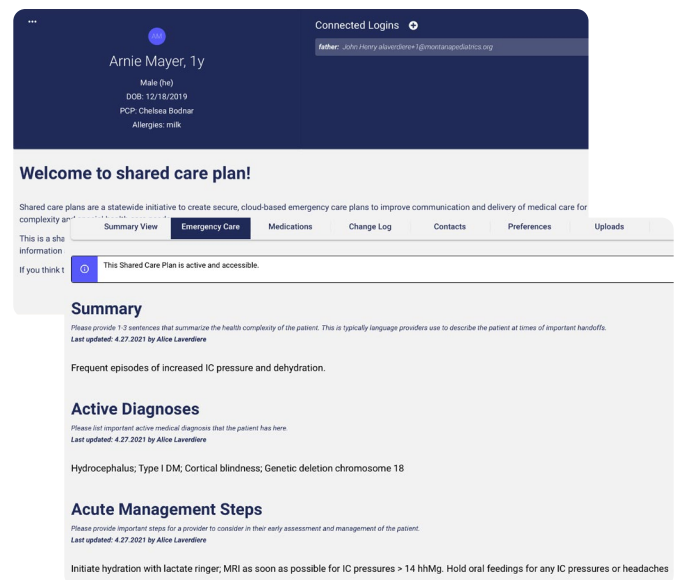 •••
AM
Arnie Mayer, 1y
Male (he)
DOB: 12/18/2019
PCP: Chelsea Bodnar
Allergies: milk
Connected Logins
father: John Henry alaverdiere+1@montanapediatrics.org
Welcome to shared care plan!
Shared care plans are a statewide initiative to create secure, cloud-based emergency care plans to improve communication and delivery of medical care for
complexity
This is a sha
information
If you think t
Summary View Emergency Care Medications Change Log Contacts Preferences Uploads
This Shared Care Plan is active and accessible.
Summary
Please provide 1-3 sentences that summarize the health complexity of the patient. This is typically language providers use to describe the patient at times of important handoffs.
Last updated: 4.27.2021 by Alice Laverdiere
Frequent episodes of increased IC pressure and dehydration.
Active Diagnoses
Please list important active medical diagnosis that the patient has here.
Last updated: 4.27.2021 by Alice Laverdiere
Hydrocephalus; Type I DM; Cortical blindness; Genetic deletion chromosome 18
Acute Management Steps
Please provide important steps for a provider to consider in their early assessment and management of the patient.
Last updated: 4.27.2021 by Alice Laverdiere
Initiate hydration with lactate ringer; MRI as soon as possible for IC pressures > 14 hhMg. Hold oral feedings for any IC pressures or headaches